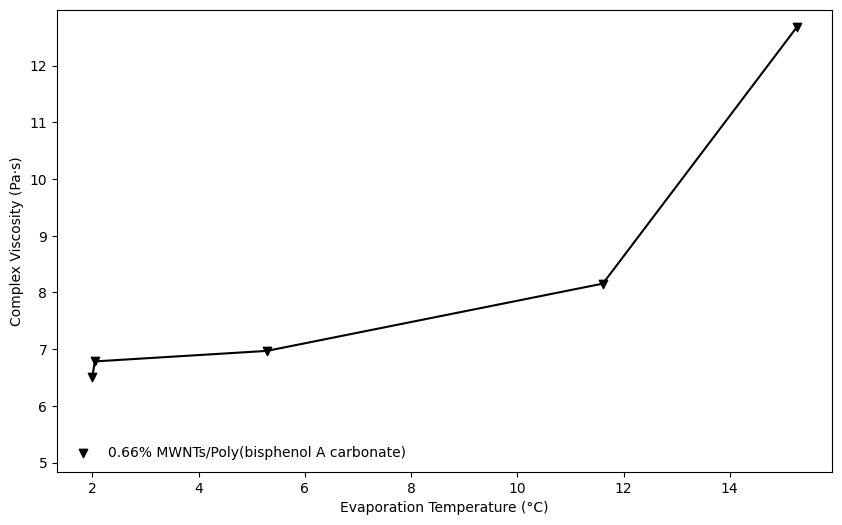 12
11
10
9
8
7
6
5
Complex Viscosity (Pa·s)
0.66% MWNTs/Poly(bisphenol A carbonate)
2 4 6 8 10 12 14
Evaporation Temperature (°C)